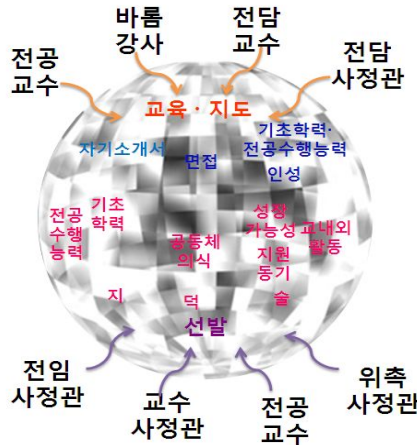 바롬
강사
전담
교수
전공
교수
전담
사정관
교육 · 지도
자기소개서
면접
기초학력·
전공수행능력
인성
전공
수행
능력
기초
학력
공동체
의식
성장
가능성
지원
동기
교내외
활동
지
덕
술
선발
전임
사정관
교수
사정관
전공
교수
위촉
사정관